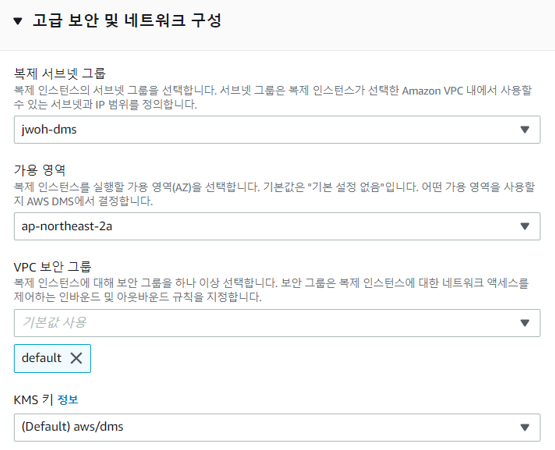 고급 보안 및 네트워크 구성
복제 서브넷 그룹
복제 인스턴스의 서브넷 그룹을 선택합니다. 서브넷 그룹은 복제 인스턴스가 선택한 Amazon VPC 내에서 사용할
수 있는 서브넷과 IP 범위를 정의합니다.
jwoh-dms
가용 영역
복제 인스턴스를 실행할 가용 영역(AZ)을 선택합니다. 기본값은 "기본 설정 없음"입니다. 어떤 가용 영역을 사용할
지 AWS DMS에서 결정합니다.
ap-northeast-2a
VPC 보안 그룹
복제 인스턴스에 대해 보안 그룹을 하나 이상 선택합니다. 보안 그룹은 복제 인스턴스에 대한 네트워크 액세스를
제어하는 인바운드 및 아웃바운드 규칙을 지정합니다.
기본값 사용
default
KMS 키 정보
(Default) aws/dms